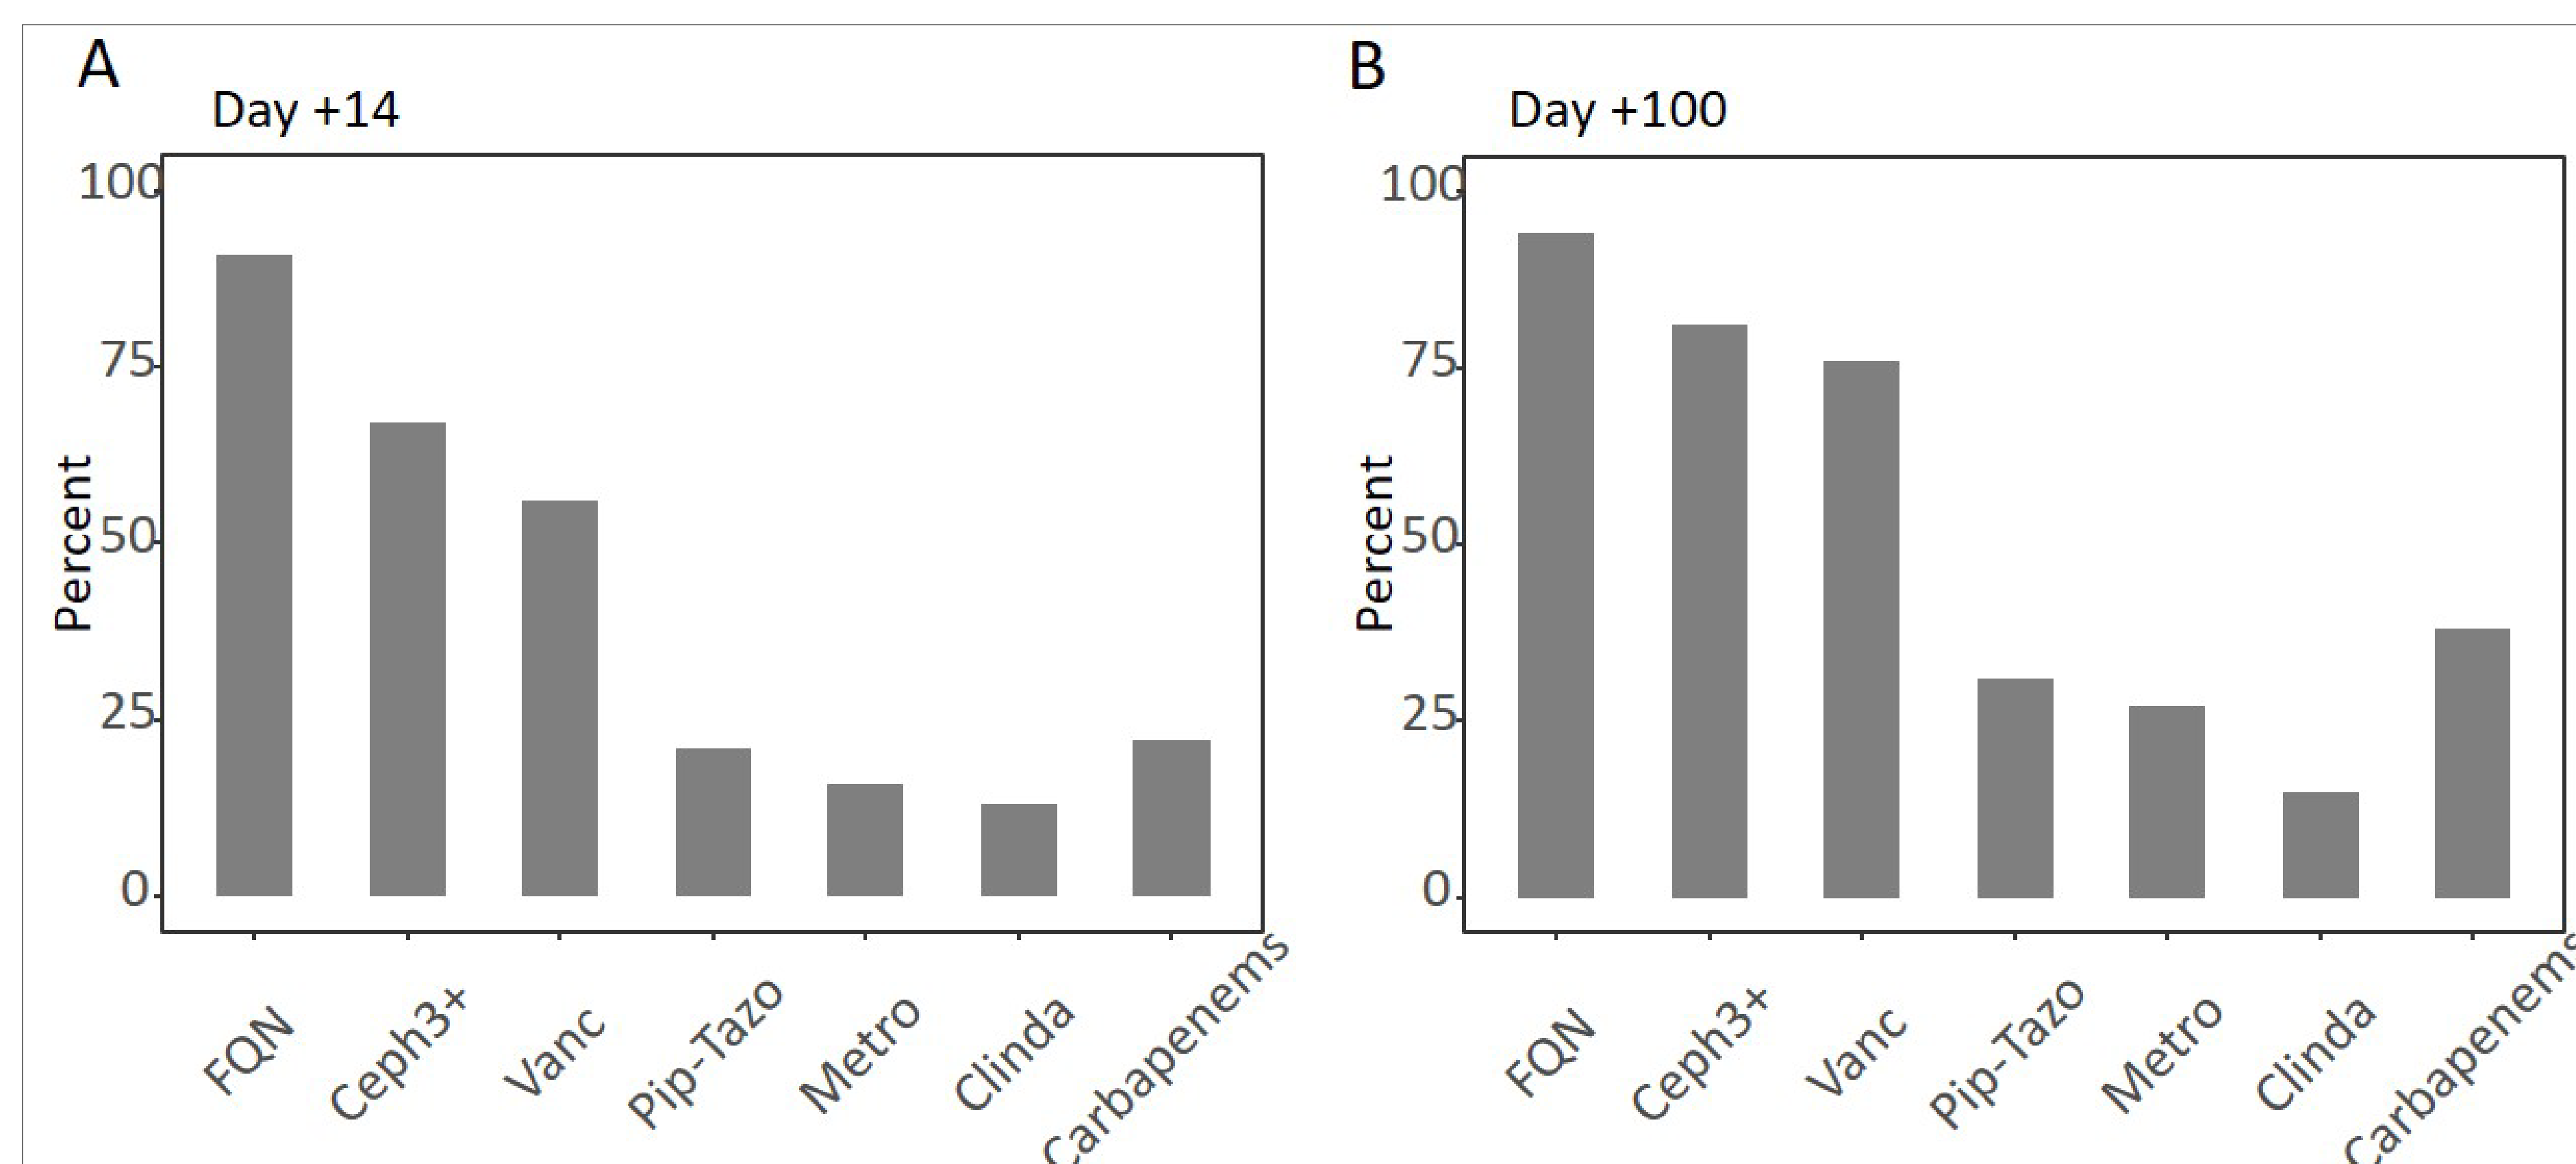 A
Day +14
100
75
50
25
0
Percent
FQN
Ceph3+
Vanc
Pip-Tazo
Metro
Clinda
Carbapenems
B
Day +100
100
75
50
25
0
Percent
FQN
Ceph3+
Vanc
Pip-Tazo
Metro
Clinda
Carbapenems